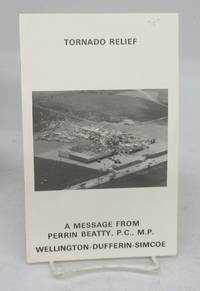 TORNADO RELIEF
A MESSAGE FROM
PERRIN BEATTY, P.C., M.P.
WELLINGTON-DUFFERIN-SIMCOE